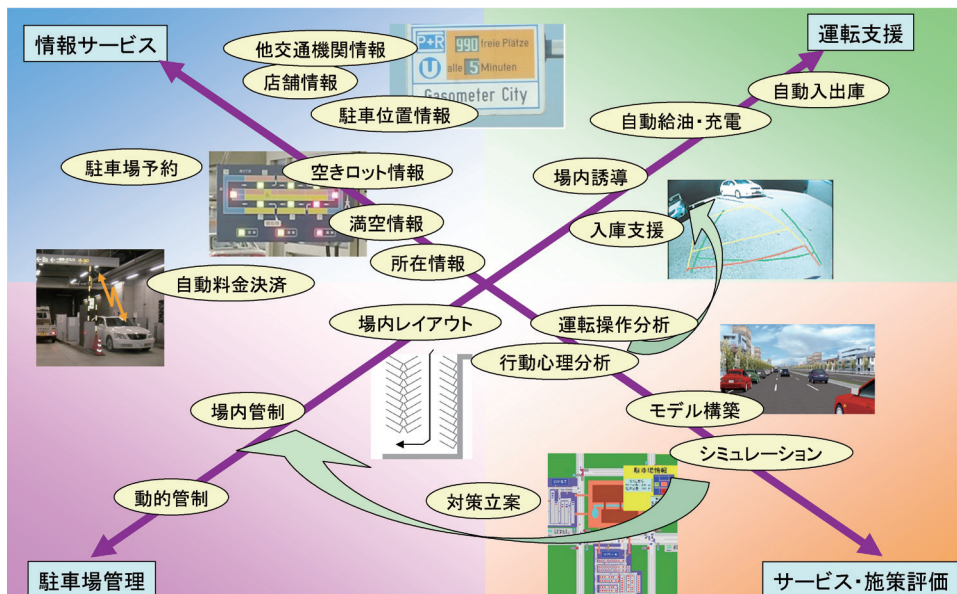 情報サービス
運転支援
他交通機関情報
店舗情報
駐車位置情報
P+R 990 freie Plätze
U alle 5 Minuten
Gasometer City
自動入出庫
自動給油・充電
駐車場予約
空きロット情報
場内誘導
満空情報
入庫支援
所在情報
自動料金決済
場内レイアウト
運転操作分析
行動心理分析
場内管制
モデル構築
シミュレーション
駐車場情報
動的管制
対策立案
駐車場管理
サービス・施策評価